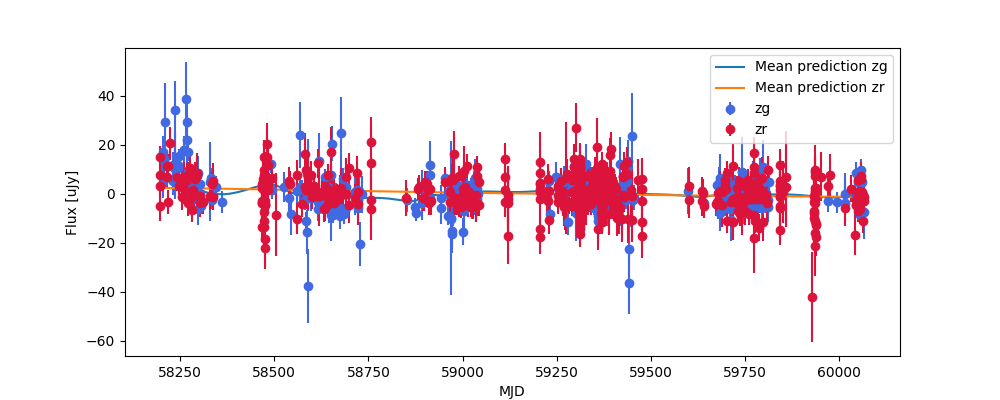 Mean prediction zg
Mean prediction zr
zg
zr
Flux [uJy]
40
20
0
−20
−40
−60
58250
58500
58750
59000
59250
59500
59750
60000
MJD